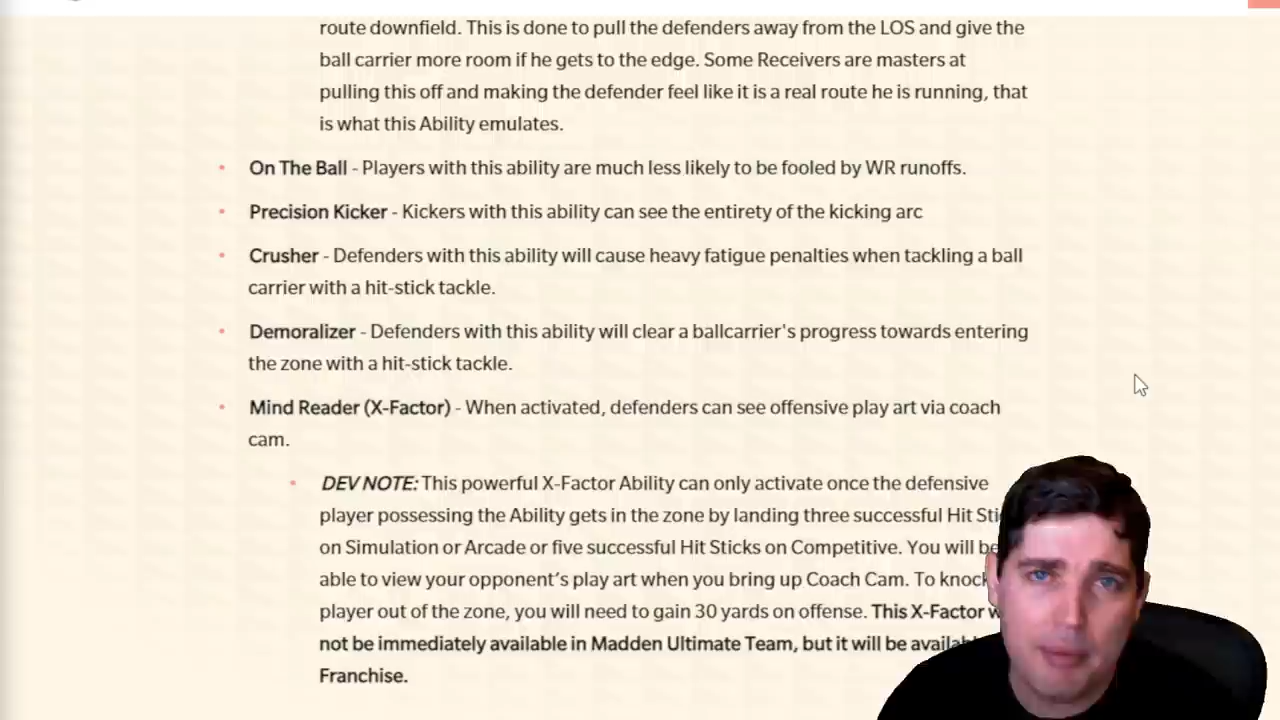 route downfield. This is done to pull the defenders away from the LOS and give the
ball carrier more room if he gets to the edge. Some Receivers are masters at
pulling this off and making the defender feel like it is a real route he is running, that
is what this Ability emulates.
On The Ball - Players with this ability are much less likely to be fooled by WR runoffs.
Precision Kicker - Kickers with this ability can see the entirety of the kicking arc
Crusher - Defenders with this ability will cause heavy fatigue penalties when tackling a ball
carrier with a hit-stick tackle.
Demoralizer - Defenders with this ability will clear a ballcarrier's progress towards entering
the zone with a hit-stick tackle.
Mind Reader (X-Factor) - When activated, defenders can see offensive play art via coach
cam.
DEV NOTE: This powerful X-Factor Ability can only activate once the defensive
player possessing the Ability gets in the zone by landing three successful Hit
on Simulation or Arcade or five successful Hit Sticks on Competitive. You will be
able to view your opponent's play art when you bring up Coach Cam. To knock
player out of the zone, you will need to gain 30 yards on offense. This X-Factor
not be immediately available in Madden Ultimate Team, but it will be
Franchise.